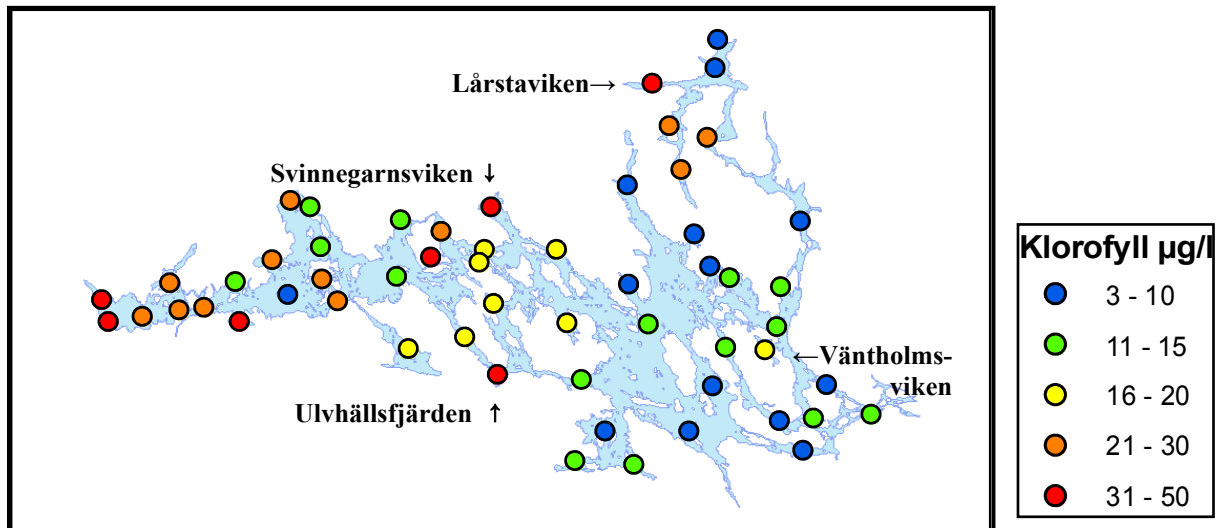 Lårstaviken→
Svinnegarnsviken ↓
←Väntholms-
viken
Ulvhällsfjärden ↑
Klorofyll µg/l
3 - 10
11 - 15
16 - 20
21 - 30
31 - 50